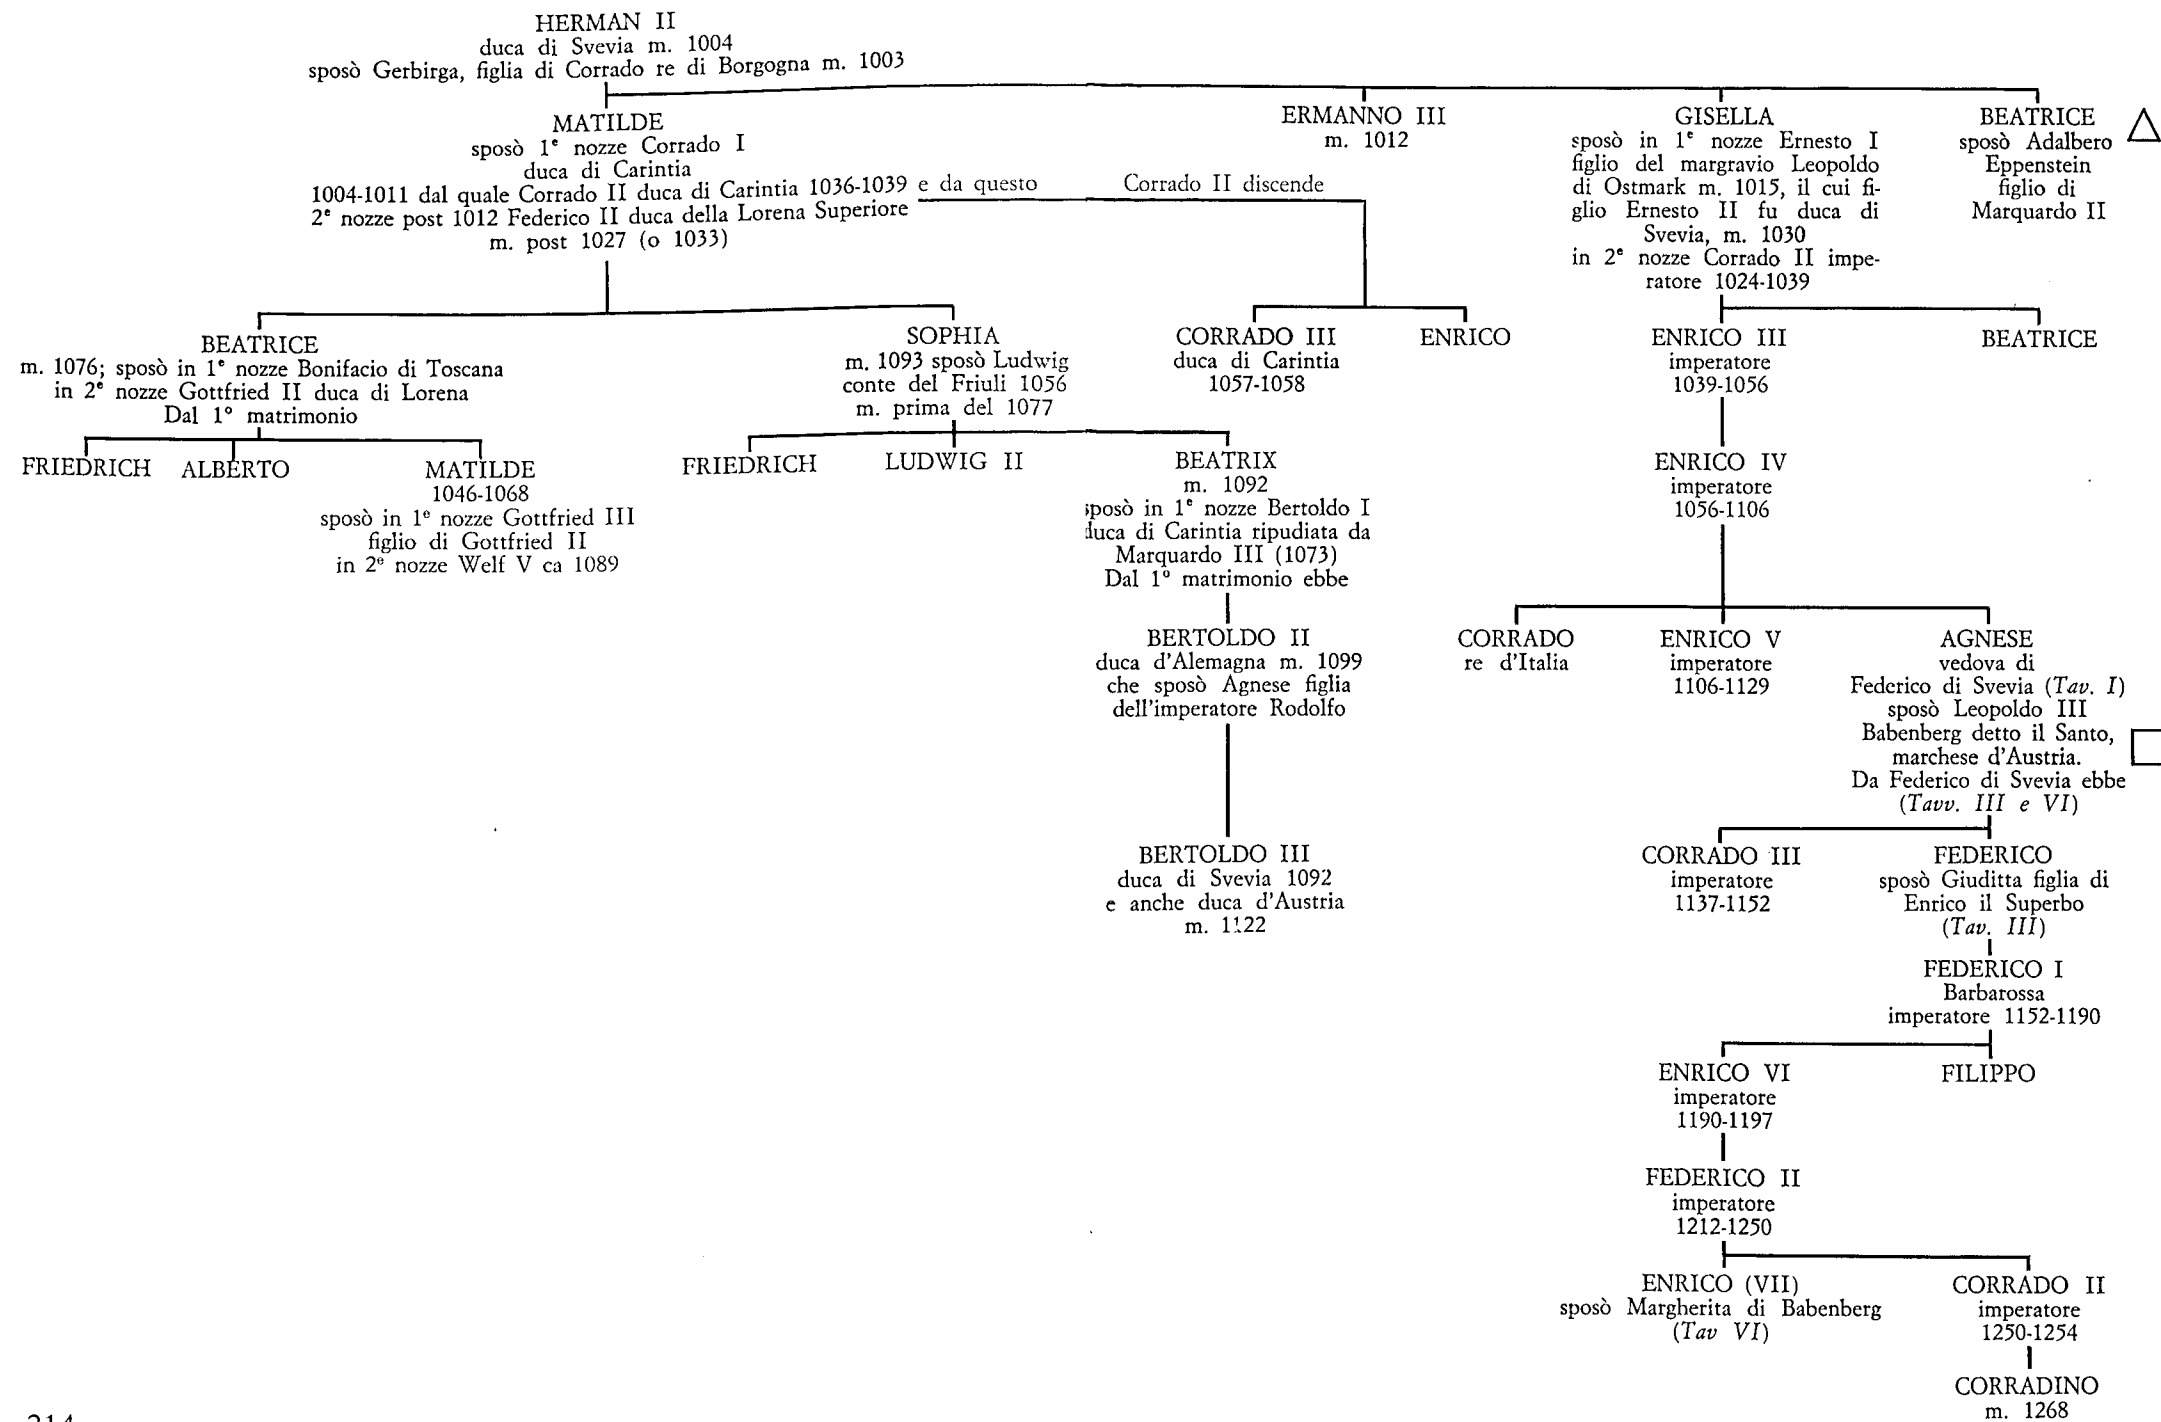 HERMAN II
duca di Svevia m. 1004
sposò Gerbirga, figlia di Corrado re di Borgogna m. 1003
MATILDE
sposò 1e nozze Corrado I
duca di Carintia
1004-1011 dal quale Corrado II duca di Carintia 1036-1039 e da questo Corrado II discende
2e nozze post 1012 Federico II duca della Lorena Superiore
m. post 1027 (o 1033)
ERMANNO III
m. 1012
GISELLA
sposò in 1e nozze Ernesto I
figlio del margravio Leopoldo
di Ostmark m. 1015, il cui fi-
glio Ernesto II fu duca di
Svevia, m. 1030
in 2e nozze Corrado II impe-
ratore 1024-1039
BEATRICE
sposò Adalbero
Eppenstein
figlio di
Marquardo II
BEATRICE
m. 1076; sposò in 1e nozze Bonifacio di Toscana
in 2e nozze Gottfried II duca di Lorena
Dal 1º matrimonio
SOPHIA
m. 1093 sposò Ludwig
conte del Friuli 1056
m. prima del 1077
CORRADO III
duca di Carintia
1057-1058
ENRICO
ENRICO III
imperatore
1039-1056
BEATRICE
FRIEDRICH
ALBERTO
MATILDE
1046-1068
sposò in 1e nozze Gottfried III
figlio di Gottfried II
in 2e nozze Welf V ca 1089
FRIEDRICH
LUDWIG II
BEATRIX
m. 1092
sposò in 1e nozze Bertoldo I
duca di Carintia ripudiata da
Marquardo III (1073)
Dal 1º matrimonio ebbe
ENRICO IV
imperatore
1056-1106
BERTOLDO II
duca d'Alemagna m. 1099
che sposò Agnese figlia
dell'imperatore Rodolfo
CORRADO
re d'Italia
ENRICO V
imperatore
1106-1129
AGNESE
vedova di
Federico di Svevia (Tav. I)
sposò Leopoldo III
Babenberg detto il Santo,
marchese d'Austria.
Da Federico di Svevia ebbe
(Tavv. III e VI)
BERTOLDO III
duca di Svevia 1092
e anche duca d'Austria
m. 1122
CORRADO III
imperatore
1137-1152
FEDERICO
sposò Giuditta figlia di
Enrico il Superbo
(Tav. III)
FEDERICO I
Barbarossa
imperatore 1152-1190
ENRICO VI
imperatore
1190-1197
FILIPPO
FEDERICO II
imperatore
1212-1250
ENRICO (VII)
sposò Margherita di Babenberg
(Tav VI)
CORRADO II
imperatore
1250-1254
CORRADINO
m. 1268
214